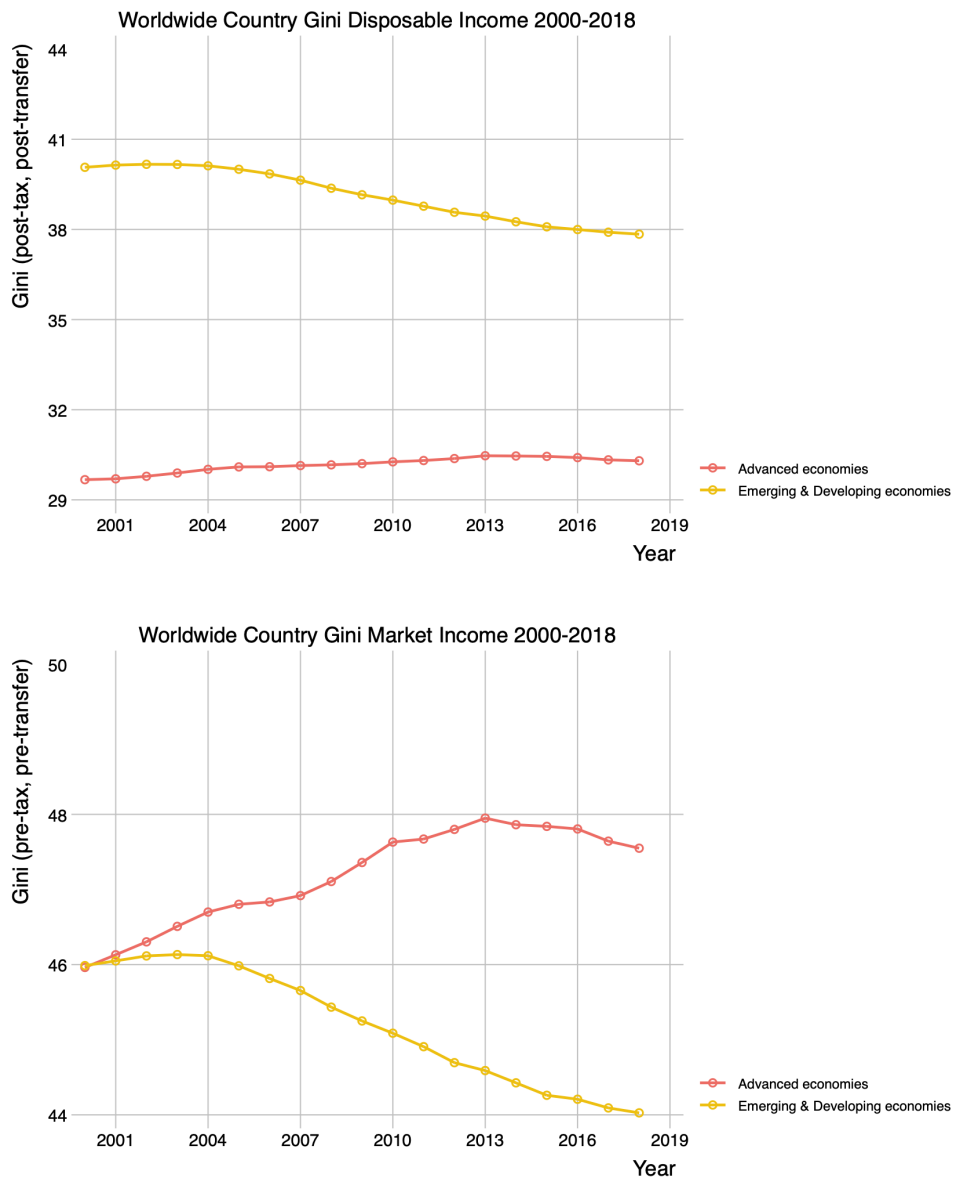 Worldwide Country Gini Disposable Income 2000-2018
Gini (post-tax, post-transfer)
44
41
38
35
32
29
2001
2004
2007
2010
2013
2016
2019
Year
Advanced economies
Emerging & Developing economies
Worldwide Country Gini Market Income 2000-2018
Gini (pre-tax, pre-transfer)
50
48
46
44
2001
2004
2007
2010
2013
2016
2019
Year
Advanced economies
Emerging & Developing economies